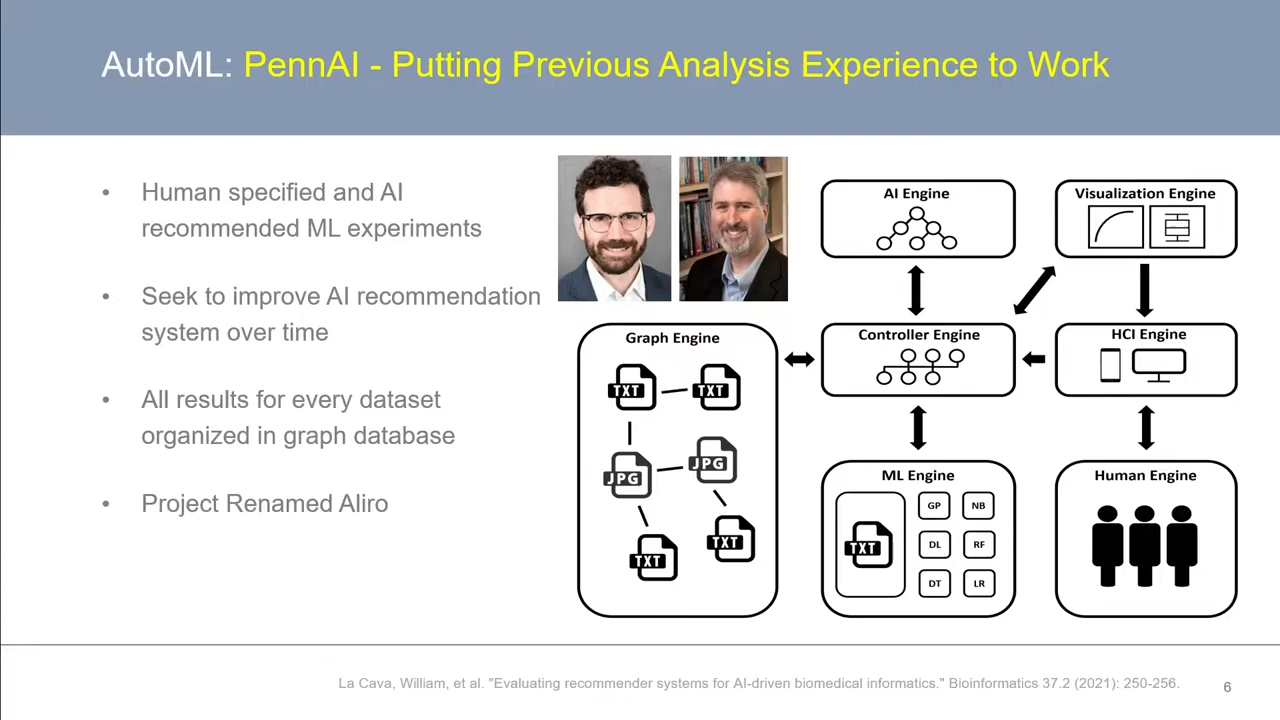 AutoML: PennAI - Putting Previous Analysis Experience to Work
• Human specified and AI
recommended ML experiments
• Seek to improve AI recommendation
system over time
• All results for every dataset
organized in graph database
• Project Renamed Aliro
AI Engine
Visualization Engine
Graph Engine
TXT TXT
JPG JPG
TXT TXT
Controller Engine
HCI Engine
ML Engine
TXT
GP NB
DL RF
DT LR
Human Engine
La Cava, William, et al. "Evaluating recommender systems for AI-driven biomedical informatics." Bioinformatics 37.2 (2021): 250-256.
6